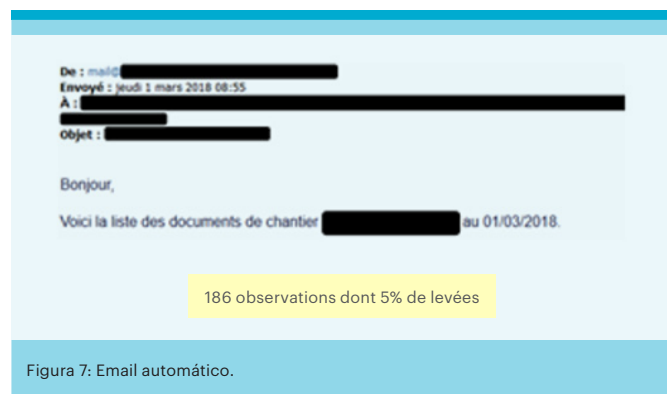 De : mail@
Envoyé : jeudi 1 mars 2018 08:55
À :
Objet :
Bonjour,
Voici la liste des documents de chantier au 01/03/2018.
186 observations dont 5% de levées
Figura 7: Email automático.